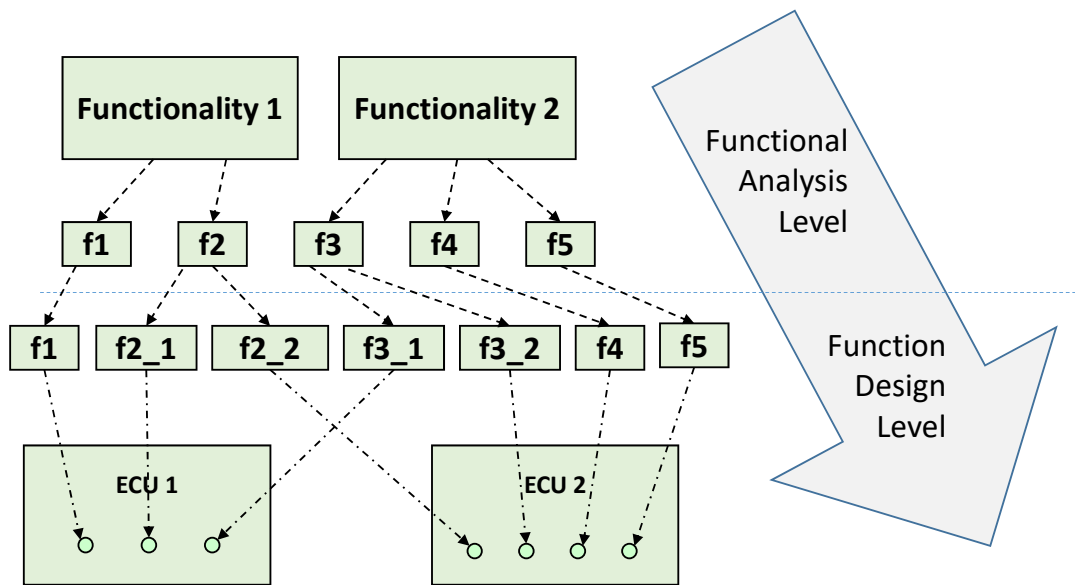 Functionality 1
Functionality 2
Functional
Analysis
Level
f1
f2
f3
f4
f5
f1
f2_1
f2_2
f3_1
f3_2
f4
f5
Function
Design
Level
ECU 1
ECU 2